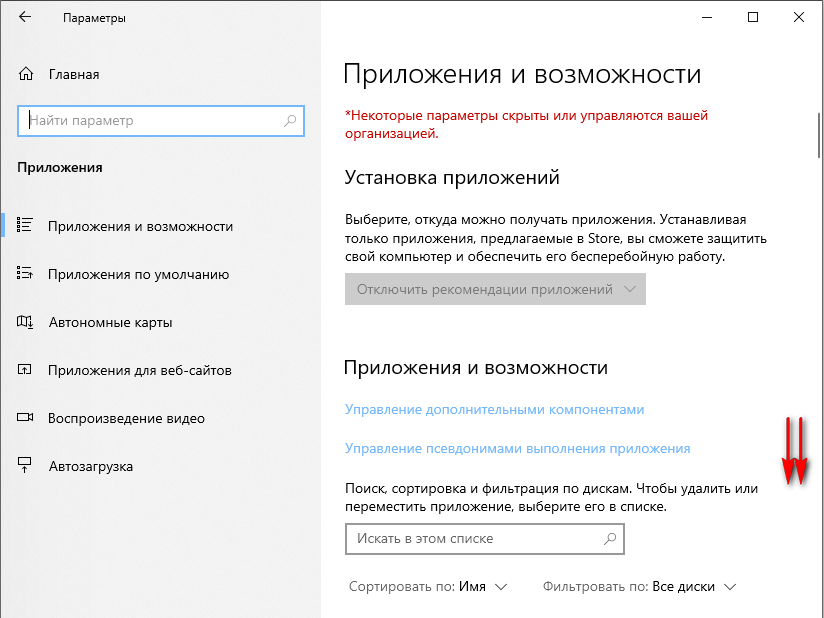 Параметры
Главная
Найти параметр
Приложения
Приложения и возможности
Приложения по умолчанию
Автономные карты
Приложения для веб-сайтов
Воспроизведение видео
Автозагрузка
Приложения и возможности
*Некоторые параметры скрыты или управляются вашей
организацией.
Установка приложений
Выберите, откуда можно получать приложения. Устанавливая
только приложения, предлагаемые в Store, вы сможете защитить
свой компьютер и обеспечить его бесперебойную работу.
Отключить рекомендации приложений
Приложения и возможности
Управление дополнительными компонентами
Управление псевдонимами выполнения приложения
Поиск, сортировка и фильтрация по дискам. Чтобы удалить или
переместить приложение, выберите его в списке.
Искать в этом списке
Сортировать по: Имя Фильтровать по: Все диски